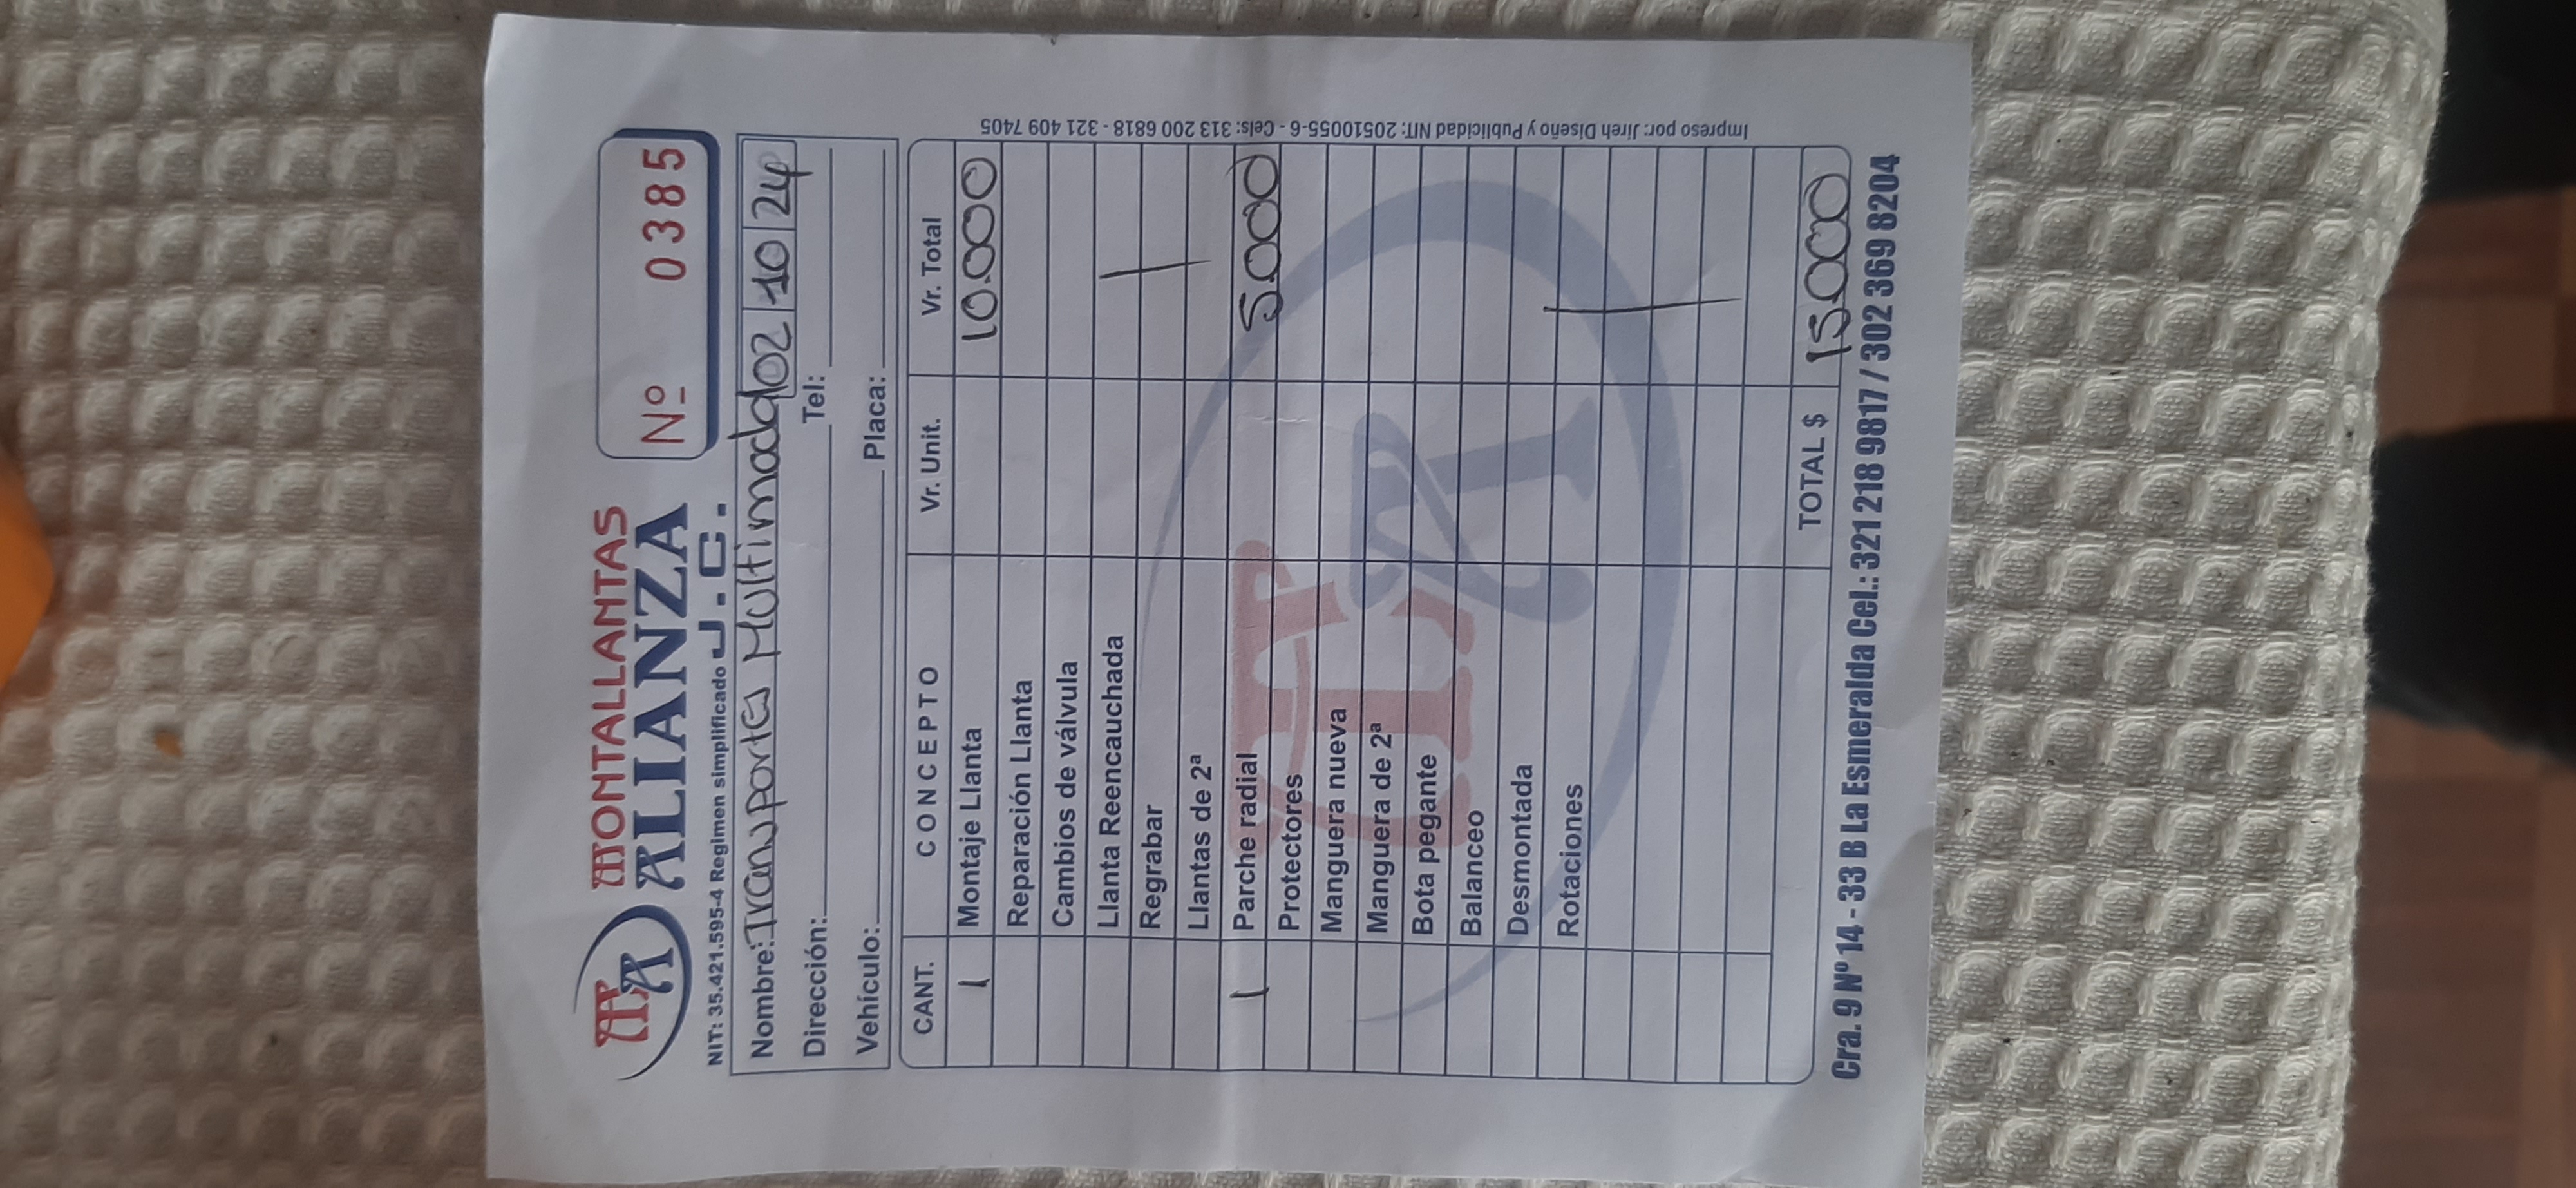 MONTALLANTAS
ALIANZA
J.C.
NIT: 35.421.595-4 Regimen simplificado
Nº 0385
Nombre: Transportes Multimodal 02 10 24
Dirección: Tel:
Vehículo: Placa:
CANT. CONCEPTO Vr. Unit. Vr. Total
1 Montaje Llanta 10.000
Reparación Llanta
Cambios de válvula
Llanta Reencauchada
Regrabar
Llantas de 2ª
1 Parche radial 5.000
Protectores
Manguera nueva
Manguera de 2ª
Bota pegante
Balanceo
Desmontada
Rotaciones
TOTAL $ 15.000
Cra. 9 Nº 14 - 33 B La Esmeralda Cel.: 321 218 9817 / 302 369 8204
Impreso por: Jireh Diseño y Publicidad NIT: 20510055-6 - Cels: 313 200 6818 - 321 409 7405